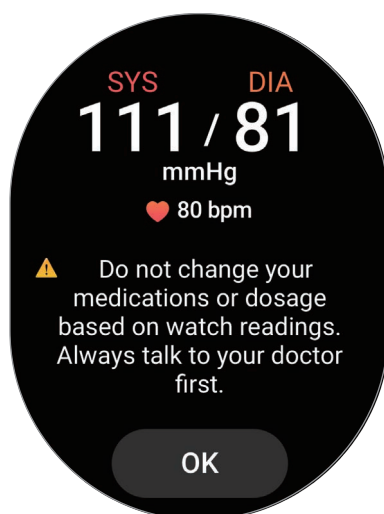 SYS DIA
111 / 81
mmHg
80 bpm
Do not change your
medications or dosage
based on watch readings.
Always talk to your doctor
first.
OK